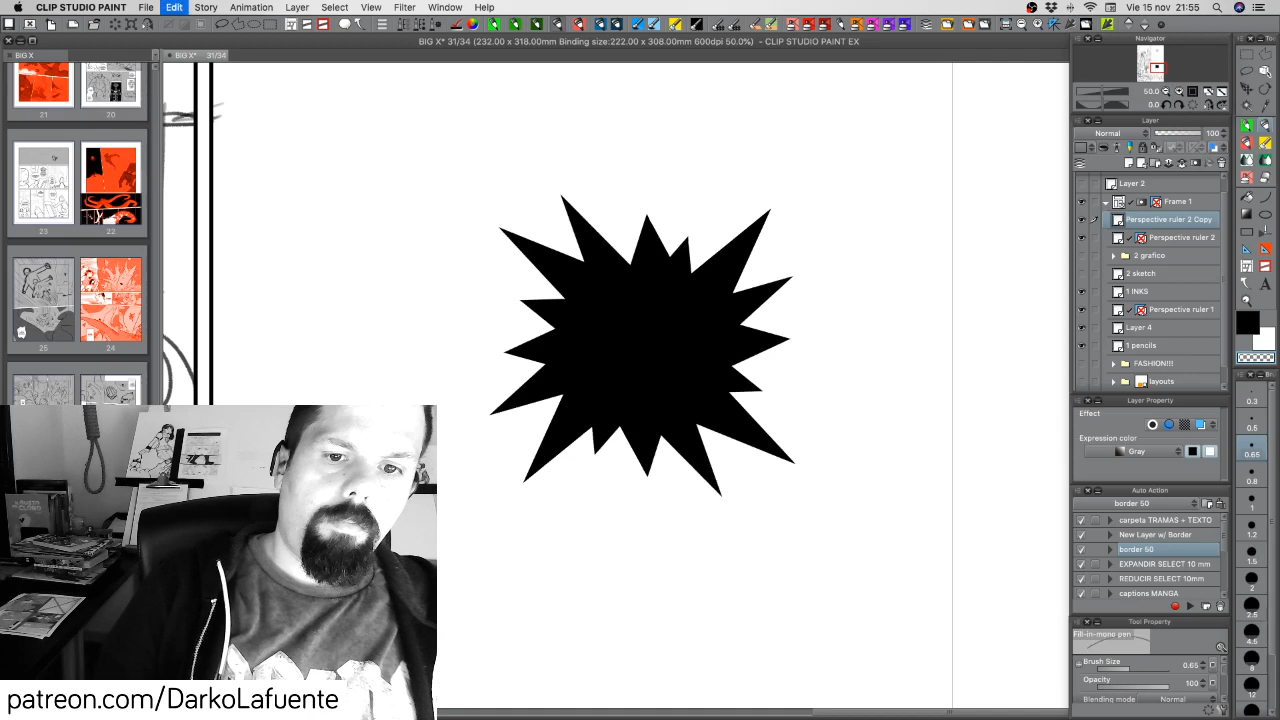 CLIP STUDIO PAINT File Edit Story Animation Layer Select View Filter Window Help Vie 15 nov 21:55
BIG X* 31/34 (232.00 x 318.00mm Binding size:222.00 x 308.00mm 600dpi 50.0%) - CLIP STUDIO PAINT EX
BIG X
BIG X* 31/34
21
20
23
22
25
24
patreon.com/DarkoLafuente
Navigator
50.0
0.0
Layer
Normal
100
Layer 2
Frame 1
Perspective ruler 2 Copy
Perspective ruler 2
2 grafico
2 sketch
1 INKS
Perspective ruler 1
Layer 4
1 pencils
FASHION!!!
layouts
Layer Property
Effect
Expression color
Gray
Auto Action
border 50
carpeta TRAMAS + TEXTO
New Layer w/ Border
border 50
EXPANDIR SELECT 10 mm
REDUCIR SELECT 10mm
captions MANGA
Tool Property
Fill-in-mono pen
Brush Size 0.65
Opacity 100
Blending mode Normal
To
A
Br
0.3
0.5
0.65
0.8
1
1.2
1.5
2
2.5
4.5
8
12